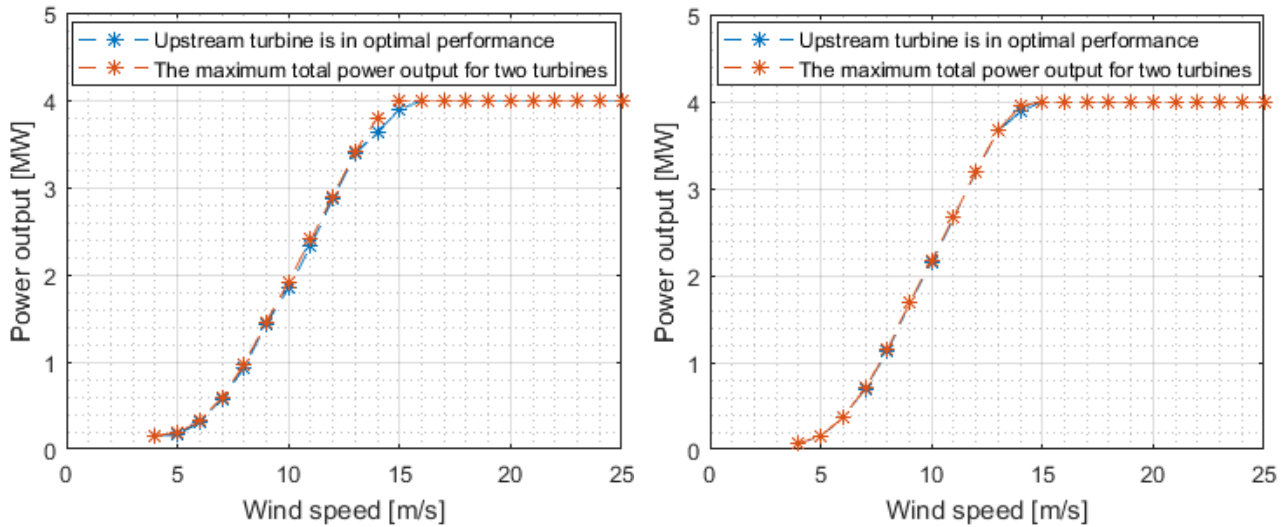 5
4
3
2
1
0
Power output [MW]
Upstream turbine is in optimal performance
The maximum total power output for two turbines
0 5 10 15 20 25
Wind speed [m/s]
5
4
3
2
1
0
Power output [MW]
Upstream turbine is in optimal performance
The maximum total power output for two turbines
0 5 10 15 20 25
Wind speed [m/s]